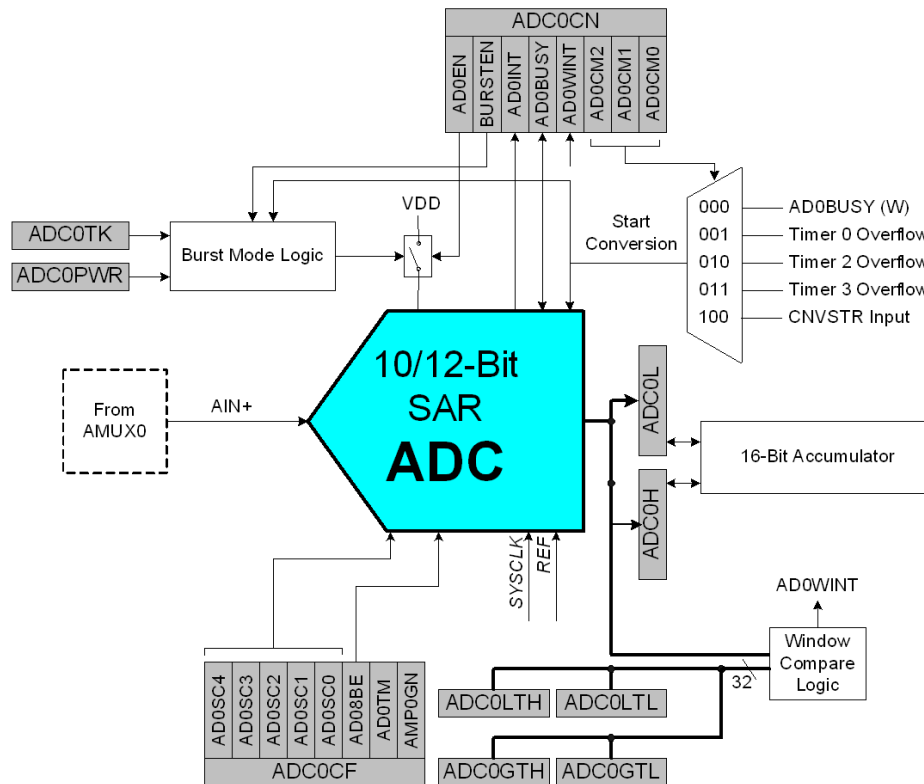 ADC0CN
AD0EN
BURSTEN
AD0INT
AD0BUSY
AD0WINT
AD0CM2
AD0CM1
AD0CM0
VDD
Start
Conversion
000
AD0BUSY (W)
001
Timer 0 Overflow
010
Timer 2 Overflow
011
Timer 3 Overflow
100
CNVSTR Input
ADC0TK
ADC0PWR
Burst Mode Logic
From
AMUX0
AIN+
10/12-Bit
SAR
ADC
ADC0L
ADC0H
16-Bit Accumulator
SYSCLK
REF
AD0WINT
Window
Compare
Logic
32
ADC0LTH
ADC0LTL
ADC0GTH
ADC0GTL
AD0SC4
AD0SC3
AD0SC2
AD0SC1
AD0SC0
AD08BE
AD0TM
AMP0GN
ADC0CF